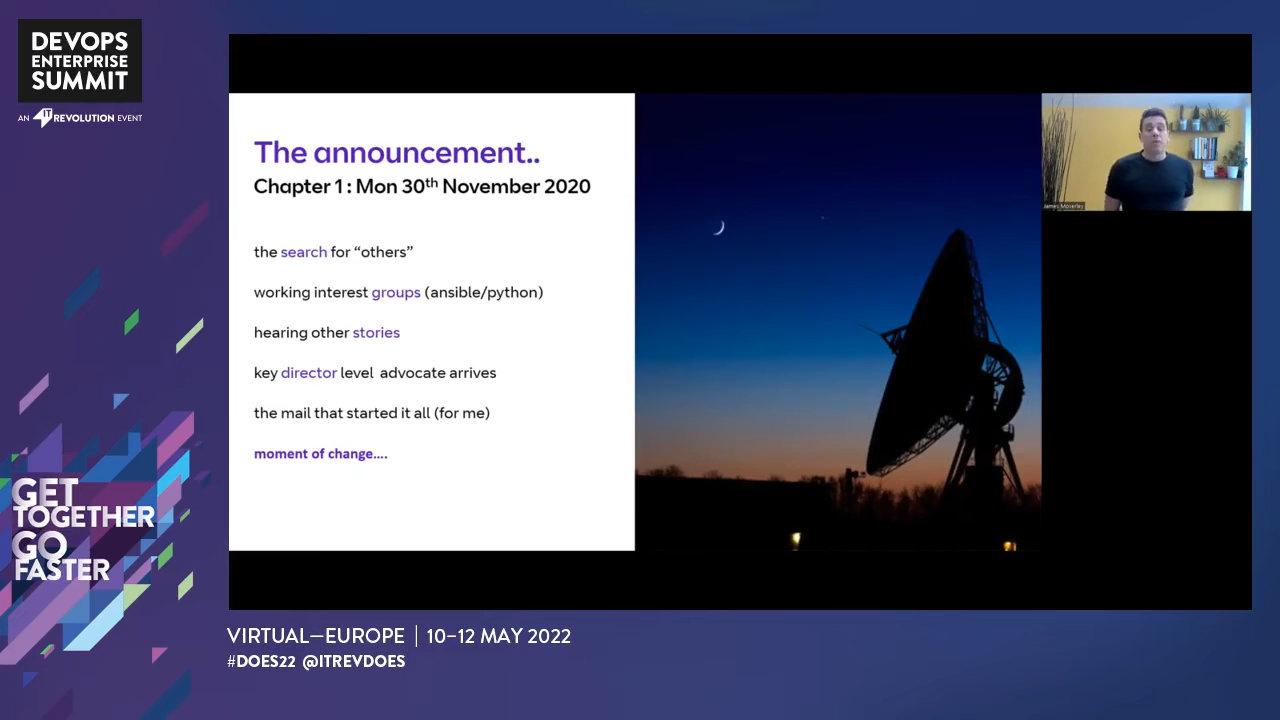 DEVOPS
ENTERPRISE
SUMMIT
AN IT REVOLUTION EVENT
The announcement..
Chapter 1 : Mon 30th November 2020
the search for “others”
working interest groups (ansible/python)
hearing other stories
key director level advocate arrives
the mail that started it all (for me)
moment of change....
James Moverley
GET
TOGETHER
GO
FASTER
VIRTUAL—EUROPE | 10–12 MAY 2022
#DOES22 @ITREVDOES